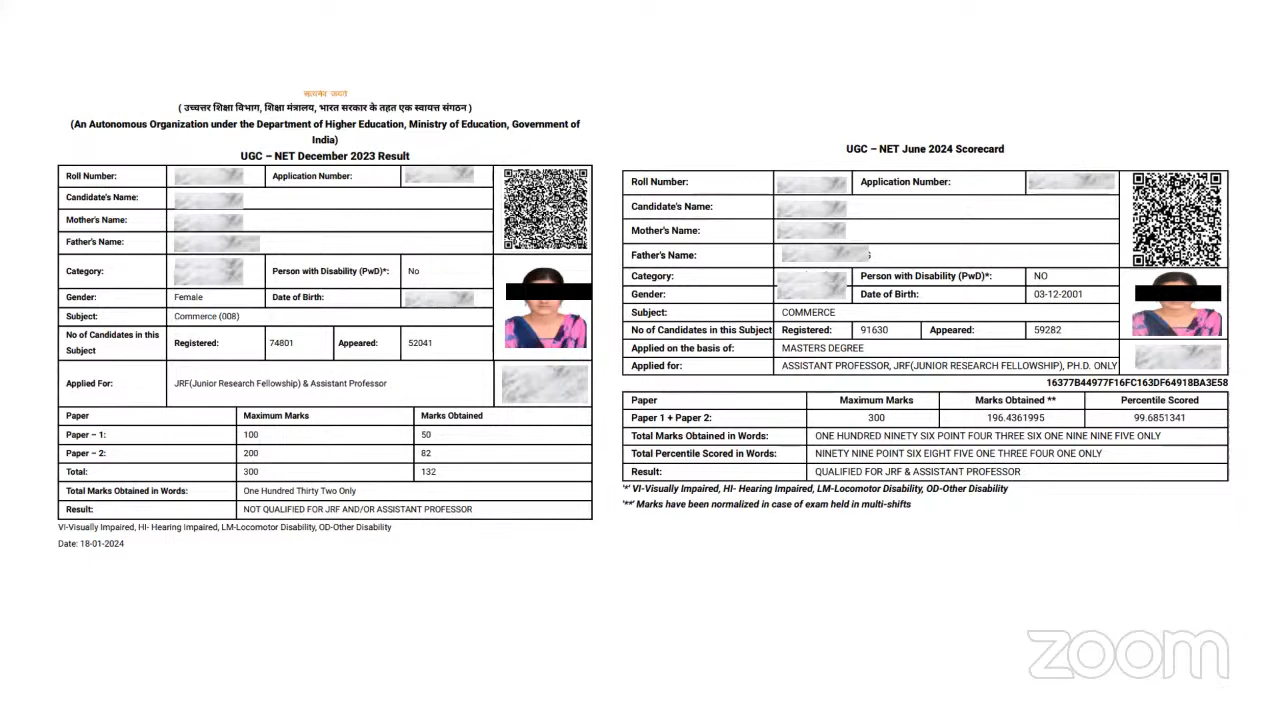 सत्यमेव जयते
( उच्चत्तर शिक्षा विभाग, शिक्षा मंत्रालय, भारत सरकार के तहत एक स्वायत्त संगठन )
(An Autonomous Organization under the Department of Higher Education, Ministry of Education, Government of
India)
UGC – NET December 2023 Result
Roll Number: Application Number:
Candidate's Name:
Mother's Name:
Father's Name:
Category: Person with Disability (PwD)*: No
Gender: Female Date of Birth:
Subject: Commerce (008)
No of Candidates in this
Subject Registered: 74801 Appeared: 52041
Applied For: JRF(Junior Research Fellowship) & Assistant Professor
Paper Maximum Marks Marks Obtained
Paper – 1: 100 50
Paper – 2: 200 82
Total: 300 132
Total Marks Obtained in Words: One Hundred Thirty Two Only
Result: NOT QUALIFIED FOR JRF AND/OR ASSISTANT PROFESSOR
VI-Visually Impaired, HI- Hearing Impaired, LM-Locomotor Disability, OD-Other Disability
Date: 18-01-2024
UGC – NET June 2024 Scorecard
Roll Number: Application Number:
Candidate's Name:
Mother's Name:
Father's Name:
Category: Person with Disability (PwD)*: NO
Gender: Date of Birth: 03-12-2001
Subject: COMMERCE
No of Candidates in this Subject Registered: 91630 Appeared: 59282
Applied on the basis of: MASTERS DEGREE
Applied for: ASSISTANT PROFESSOR, JRF(JUNIOR RESEARCH FELLOWSHIP), PH.D. ONLY
16377B44977F16FC163DF64918BA3E58
Paper Maximum Marks Marks Obtained ** Percentile Scored
Paper 1 + Paper 2: 300 196.4361995 99.6851341
Total Marks Obtained in Words: ONE HUNDRED NINETY SIX POINT FOUR THREE SIX ONE NINE NINE FIVE ONLY
Total Percentile Scored in Words: NINETY NINE POINT SIX EIGHT FIVE ONE THREE FOUR ONE ONLY
Result: QUALIFIED FOR JRF & ASSISTANT PROFESSOR
'*' VI-Visually Impaired, HI- Hearing Impaired, LM-Locomotor Disability, OD-Other Disability
'**' Marks have been normalized in case of exam held in multi-shifts
zoom